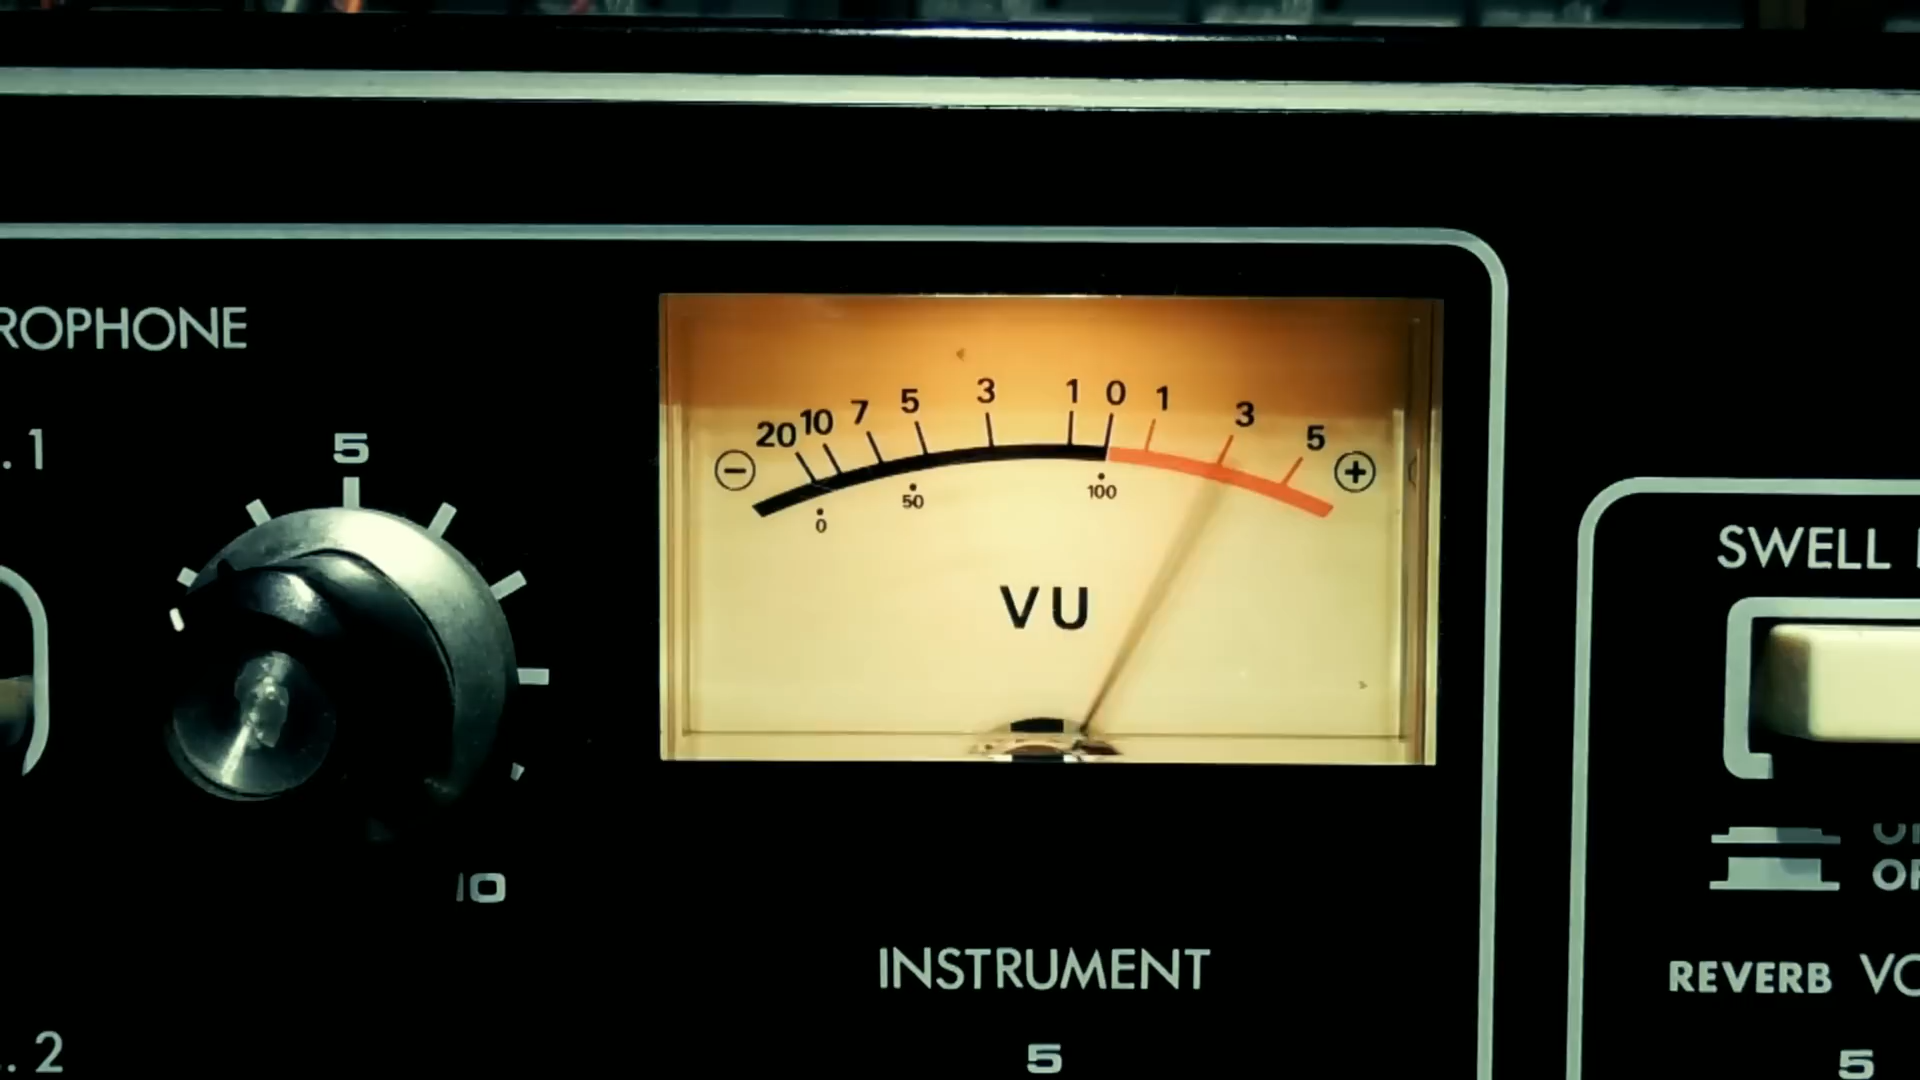 ROPHONE
. 1
5
10
20 10 7 5 3 1 0 1 3 5
− +
0 50 100
VU
INSTRUMENT
5
. 2
SWELL
REVERB VO
5